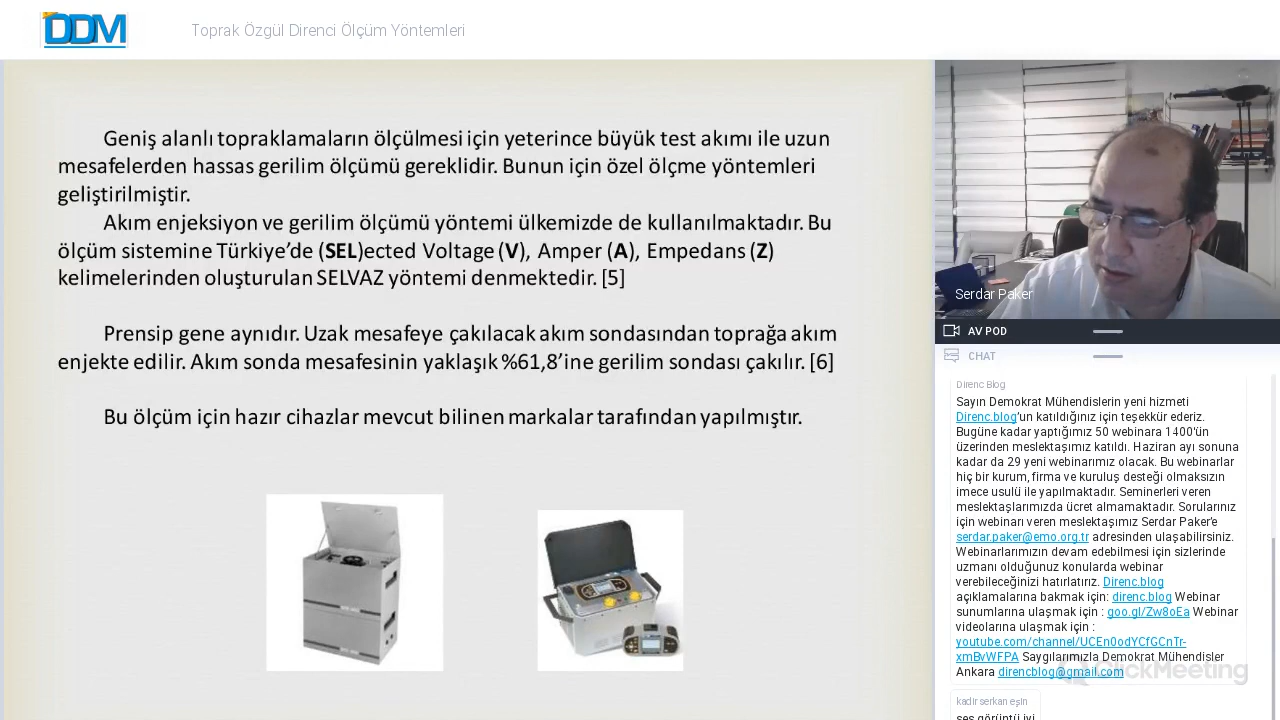 DDM
Toprak Özgül Direnci Ölçüm Yöntemleri
Geniş alanlı topraklamaların ölçülmesi için yeterince büyük test akımı ile uzun
mesafelerden hassas gerilim ölçümü gereklidir. Bunun için özel ölçme yöntemleri
geliştirilmiştir.
Akım enjeksiyon ve gerilim ölçümü yöntemi ülkemizde de kullanılmaktadır. Bu
ölçüm sistemine Türkiye’de (SEL)ected Voltage (V), Amper (A), Empedans (Z)
kelimelerinden oluşturulan SELVAZ yöntemi denmektedir. [5]
Prensip gene aynıdır. Uzak mesafeye çakılacak akım sondasından toprağa akım
enjekte edilir. Akım sonda mesafesinin yaklaşık %61,8’ine gerilim sondası çakılır. [6]
Bu ölçüm için hazır cihazlar mevcut bilinen markalar tarafından yapılmıştır.
Serdar Paker
AV POD
CHAT
Direnc Blog
Sayın Demokrat Mühendislerin yeni hizmeti
Direnc.blog’un katıldığınız için teşekkür ederiz.
Bugüne kadar yaptığımız 50 webinara 1400'ün
üzerinden meslektaşımız katıldı. Haziran ayı sonuna
kadar da 29 yeni webinarımız olacak. Bu webinarlar
hiç bir kurum, firma ve kuruluş desteği olmaksızın
imece usulü ile yapılmaktadır. Seminerleri veren
meslektaşlarımızda ücret almamaktadır. Sorularınız
için webinarı veren meslektaşımız Serdar Paker'e
serdar.paker@emo.org.tr adresinden ulaşabilirsiniz.
Webinarlarımızın devam edebilmesi için sizlerinde
uzmanı olduğunuz konularda webinar
verebileceğinizi hatırlatırız. Direnc.blog
açıklamalarına bakmak için: direnc.blog Webinar
sunumlarına ulaşmak için : goo.gl/Zw8oEa Webinar
videolarına ulaşmak için :
youtube.com/channel/UCEn0odYCfGCnTr-
xmBvWFPA Saygılarımızla Demokrat Mühendisler
Ankara direncblog@gmail.com
ClickMeeting
kadir serkan eşin
ses görüntü iyi